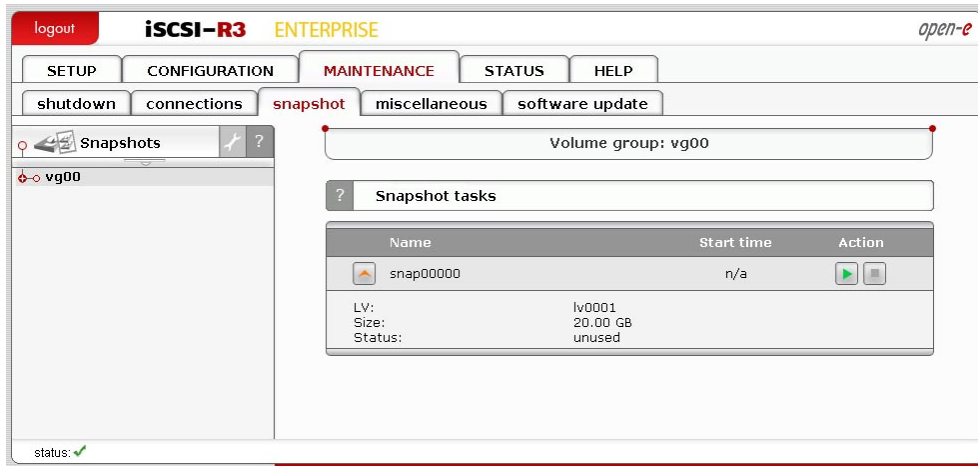 logout iSCSI-R3 ENTERPRISE open-e
SETUP CONFIGURATION MAINTENANCE STATUS HELP
shutdown connections snapshot miscellaneous software update
Snapshots ?
vg00
Volume group: vg00
? Snapshot tasks
Name Start time Action
snap00000 n/a
LV: lv0001
Size: 20.00 GB
Status: unused
status: